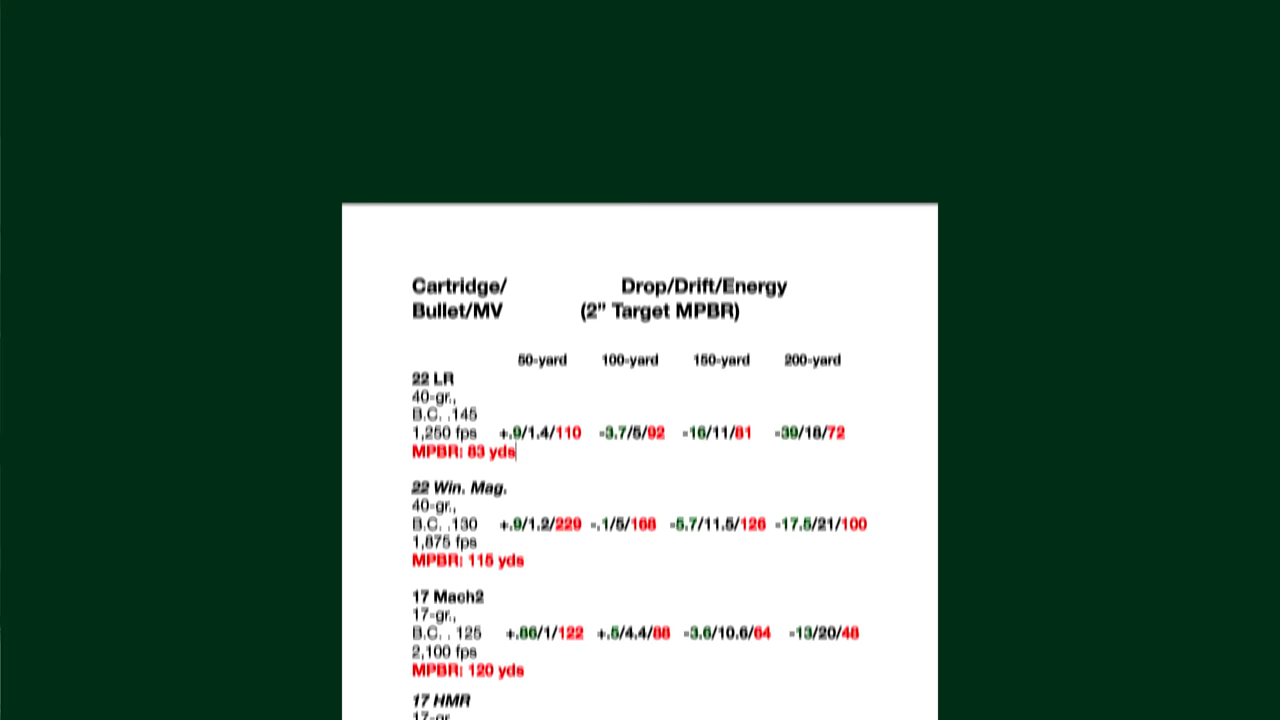 Cartridge/ Drop/Drift/Energy
Bullet/MV (2” Target MPBR)
50-yard 100-yard 150-yard 200-yard
22 LR
40-gr.,
B.C. .145
1,250 fps +.9/1.4/110 -3.7/5/92 -16/11/81 -39/18/72
MPBR: 83 yds
22 Win. Mag.
40-gr.,
B.C. .130 +.9/1.2/229 -.1/5/168 -5.7/11.5/126 -17.5/21/100
1,875 fps
MPBR: 115 yds
17 Mach2
17-gr.,
B.C. . 125 +.86/1/122 +.5/4.4/88 -3.6/10.6/64 -13/20/48
2,100 fps
MPBR: 120 yds
17 HMR
17-gr